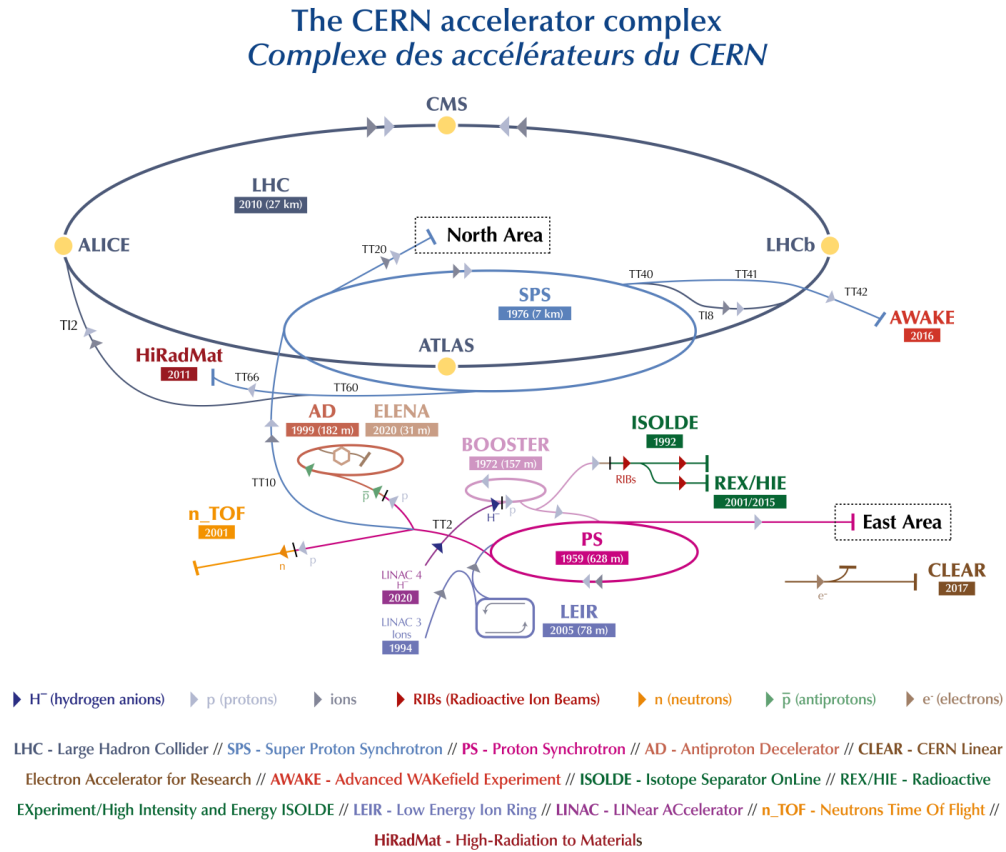 The CERN accelerator complex
Complexe des accélérateurs du CERN
CMS
LHC
2010 (27 km)
North Area
TT20
ALICE
LHCb
TT40
TT41
SPS
1976 (7 km)
TT42
TI8
AWAKE
2016
TI2
ATLAS
HiRadMat
2011
TT66
TT60
AD
1999 (182 m)
ELENA
2020 (31 m)
ISOLDE
1992
BOOSTER
1972 (157 m)
RIBs
REX/HIE
2001/2015
TT10
p̅
p
H⁻
p
n_TOF
2001
TT2
East Area
PS
1959 (628 m)
n
p
LINAC 4
H⁻
2020
CLEAR
2017
e⁻
LINAC 3
Ions
1994
LEIR
2005 (78 m)
H⁻ (hydrogen anions)
p (protons)
ions
RIBs (Radioactive Ion Beams)
n (neutrons)
p̅ (antiprotons)
e⁻ (electrons)
LHC - Large Hadron Collider // SPS - Super Proton Synchrotron // PS - Proton Synchrotron // AD - Antiproton Decelerator // CLEAR - CERN Linear
Electron Accelerator for Research // AWAKE - Advanced WAKefield Experiment // ISOLDE - Isotope Separator OnLine // REX/HIE - Radioactive
EXperiment/High Intensity and Energy ISOLDE // LEIR - Low Energy Ion Ring // LINAC - LINear ACcelerator // n_TOF - Neutrons Time Of Flight //
HiRadMat - High-Radiation to Materials